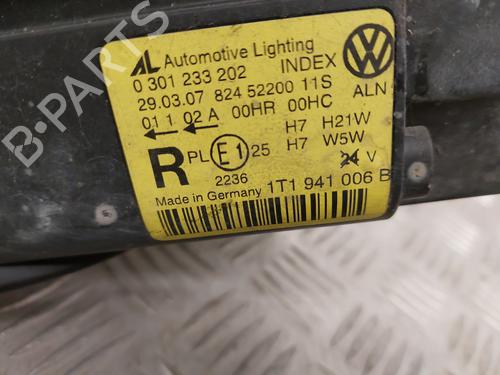 B-PARTS
AL Automotive Lighting
0 301 233 202 INDEX
29.03.07 824 52200 11S
01 1 02 A 00HR 00HC ALN
R PL E1 25 H7 H21W
H7 W5W
2236 24 V
Made in Germany 1T1 941 006 B